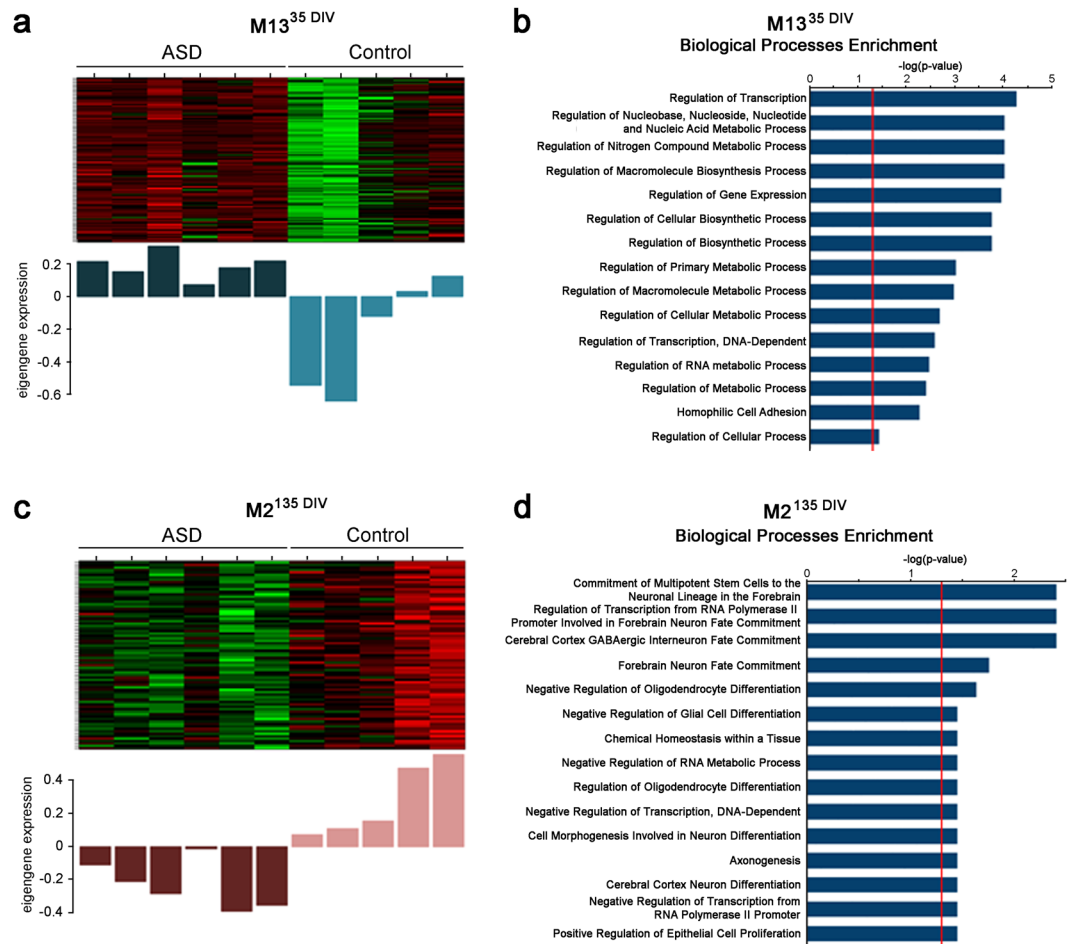 a
M13 35 DIV
ASD
Control
eigengene expression
0.2
0
-0.2
-0.4
-0.6
b
M13 35 DIV
Biological Processes Enrichment
-log(p-value)
0 1 2 3 4 5
Regulation of Transcription
Regulation of Nucleobase, Nucleoside, Nucleotide
and Nucleic Acid Metabolic Process
Regulation of Nitrogen Compound Metabolic Process
Regulation of Macromolecule Biosynthesis Process
Regulation of Gene Expression
Regulation of Cellular Biosynthetic Process
Regulation of Biosynthetic Process
Regulation of Primary Metabolic Process
Regulation of Macromolecule Metabolic Process
Regulation of Cellular Metabolic Process
Regulation of Transcription, DNA-Dependent
Regulation of RNA metabolic Process
Regulation of Metabolic Process
Homophilic Cell Adhesion
Regulation of Cellular Process
c
M2 135 DIV
ASD
Control
eigengene expression
0.4
0.2
0
-0.2
-0.4
d
M2 135 DIV
Biological Processes Enrichment
-log(p-value)
0 1 2
Commitment of Multipotent Stem Cells to the
Neuronal Lineage in the Forebrain
Regulation of Transcription from RNA Polymerase II
Promoter Involved in Forebrain Neuron Fate Commitment
Cerebral Cortex GABAergic Interneuron Fate Commitment
Forebrain Neuron Fate Commitment
Negative Regulation of Oligodendrocyte Differentiation
Negative Regulation of Glial Cell Differentiation
Chemical Homeostasis within a Tissue
Negative Regulation of RNA Metabolic Process
Regulation of Oligodendrocyte Differentiation
Negative Regulation of Transcription, DNA-Dependent
Cell Morphogenesis Involved in Neuron Differentiation
Axonogenesis
Cerebral Cortex Neuron Differentiation
Negative Regulation of Transcription from
RNA Polymerase II Promoter
Positive Regulation of Epithelial Cell Proliferation